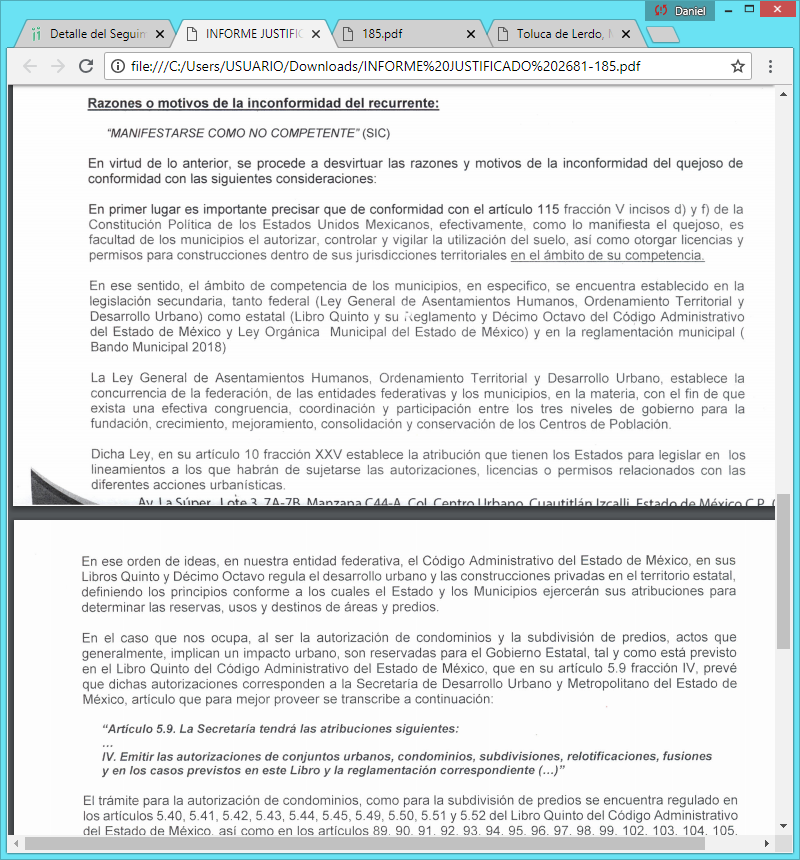 Daniel
Detalle del Seguin
INFORME JUSTIFIC
185.pdf
Toluca de Lerdo, M
file:///C:/Users/USUARIO/Downloads/INFORME%20JUSTIFICADO%202681-185.pdf
Razones o motivos de la inconformidad del recurrente:
“MANIFESTARSE COMO NO COMPETENTE” (SIC)
En virtud de lo anterior, se procede a desvirtuar las razones y motivos de la inconformidad del quejoso de
conformidad con las siguientes consideraciones:
En primer lugar es importante precisar que de conformidad con el artículo 115 fracción V incisos d) y f) de la
Constitución Política de los Estados Unidos Mexicanos, efectivamente, como lo manifiesta el quejoso, es
facultad de los municipios el autorizar, controlar y vigilar la utilización del suelo, así como otorgar licencias y
permisos para construcciones dentro de sus jurisdicciones territoriales en el ámbito de su competencia.
En ese sentido, el ámbito de competencia de los municipios, en especifico, se encuentra establecido en la
legislación secundaria, tanto federal (Ley General de Asentamientos Humanos, Ordenamiento Territorial y
Desarrollo Urbano) como estatal (Libro Quinto y su Reglamento y Décimo Octavo del Código Administrativo
del Estado de México y Ley Orgánica Municipal del Estado de México) y en la reglamentación municipal (
Bando Municipal 2018)
La Ley General de Asentamientos Humanos, Ordenamiento Territorial y Desarrollo Urbano, establece la
concurrencia de la federación, de las entidades federativas y los municipios, en la materia, con el fin de que
exista una efectiva congruencia, coordinación y participación entre los tres niveles de gobierno para la
fundación, crecimiento, mejoramiento, consolidación y conservación de los Centros de Población.
Dicha Ley, en su artículo 10 fracción XXV establece la atribución que tienen los Estados para legislar en los
lineamientos a los que habrán de sujetarse las autorizaciones, licencias o permisos relacionados con las
diferentes acciones urbanísticas.
Av. La Súper, Lote 3, 7A-7B, Manzana C44-A, Col. Centro Urbano, Cuautitlán Izcalli, Estado de México C.P. (
En ese orden de ideas, en nuestra entidad federativa, el Código Administrativo del Estado de México, en sus
Libros Quinto y Décimo Octavo regula el desarrollo urbano y las construcciones privadas en el territorio estatal,
definiendo los principios conforme a los cuales el Estado y los Municipios ejercerán sus atribuciones para
determinar las reservas, usos y destinos de áreas y predios.
En el caso que nos ocupa, al ser la autorización de condominios y la subdivisión de predios, actos que
generalmente, implican un impacto urbano, son reservadas para el Gobierno Estatal, tal y como está previsto
en el Libro Quinto del Código Administrativo del Estado de México, que en su artículo 5.9 fracción IV, prevé
que dichas autorizaciones corresponden a la Secretaría de Desarrollo Urbano y Metropolitano del Estado de
México, artículo que para mejor proveer se transcribe a continuación:
“Artículo 5.9. La Secretaría tendrá las atribuciones siguientes:
...
IV. Emitir las autorizaciones de conjuntos urbanos, condominios, subdivisiones, relotificaciones, fusiones
y en los casos previstos en este Libro y la reglamentación correspondiente (…)”
El trámite para la autorización de condominios, como para la subdivisión de predios se encuentra regulado en
los artículos 5.40, 5.41, 5.42, 5.43, 5.44, 5.45, 5.49, 5.50, 5.51 y 5.52 del Libro Quinto del Código Administrativo
del Estado de México, así como en los artículos 89, 90, 91, 92, 93, 94, 95, 96, 97, 98, 99, 102, 103, 104, 105,